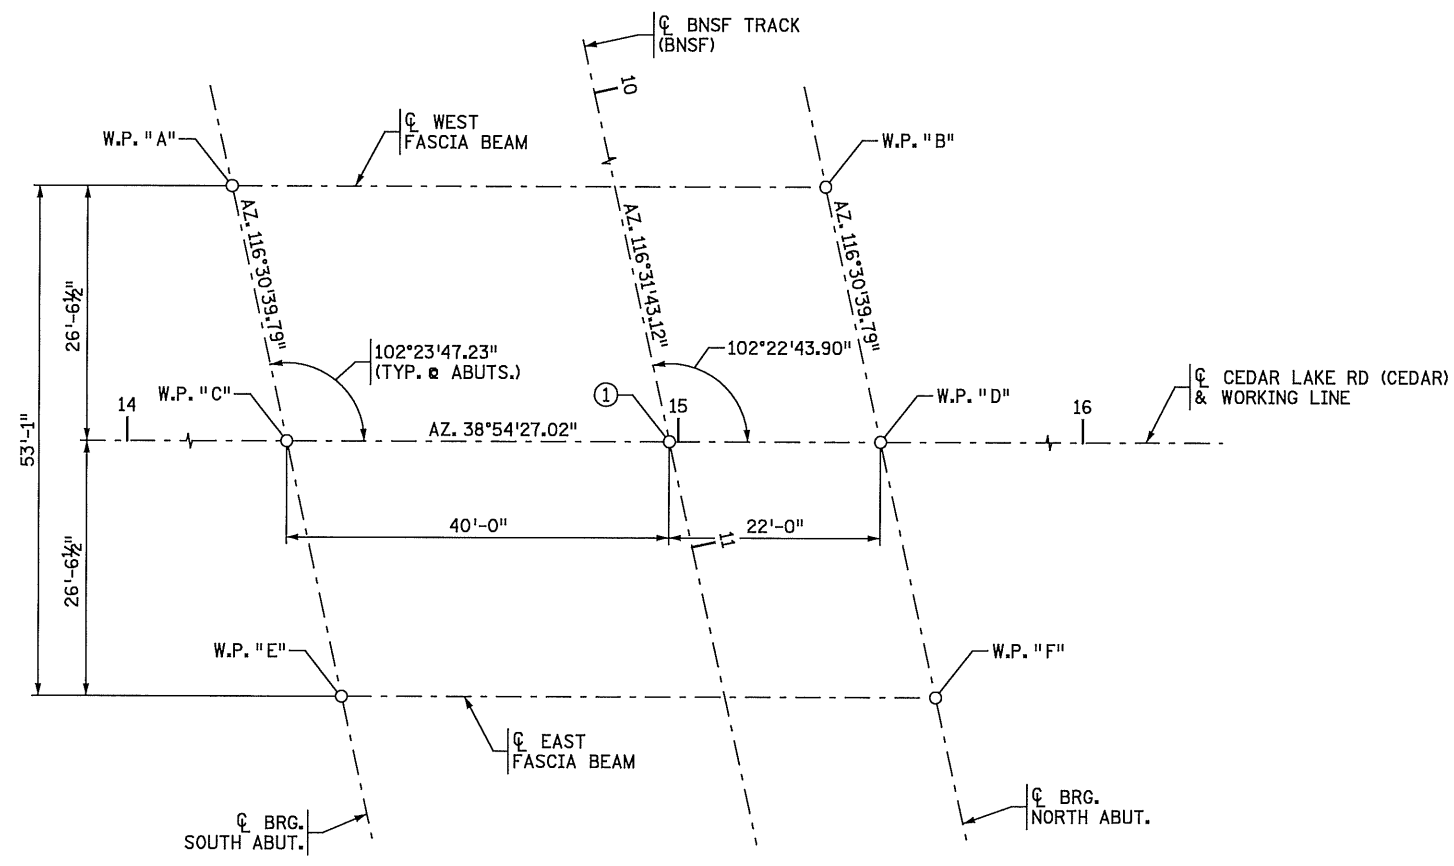 ℄ BNSF TRACK
(BNSF)
10
℄ WEST
FASCIA BEAM
W.P. "A"
W.P. "B"
AZ. 116°30'39.79"
AZ. 116°31'43.12"
AZ. 116°30'39.79"
26'-6½"
53'-1"
26'-6½"
102°23'47.23"
(TYP. @ ABUTS.)
102°22'43.90"
W.P. "C"
1
W.P. "D"
℄ CEDAR LAKE RD (CEDAR)
& WORKING LINE
14
15
16
AZ. 38°54'27.02"
40'-0"
22'-0"
11
W.P. "E"
W.P. "F"
℄ EAST
FASCIA BEAM
℄ BRG.
SOUTH ABUT.
℄ BRG.
NORTH ABUT.